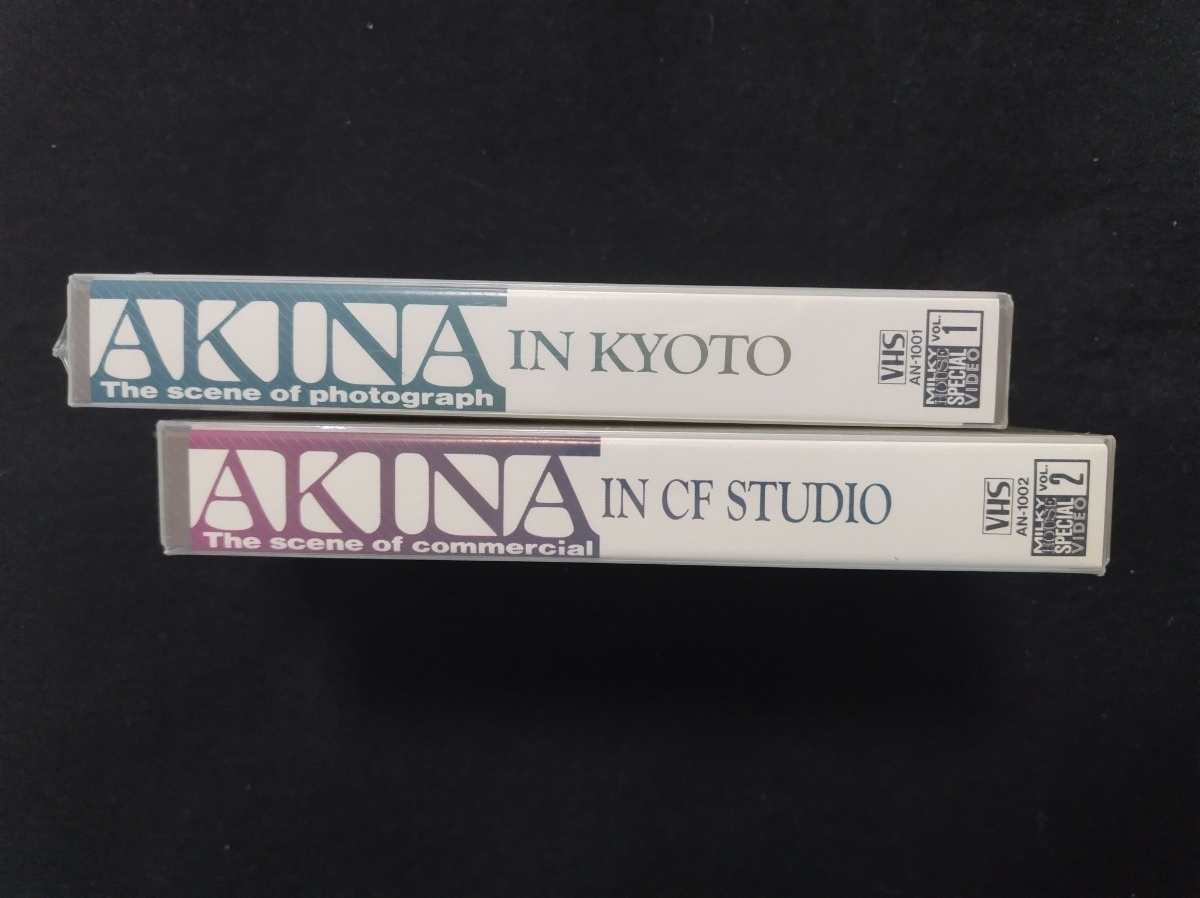 AKINA IN KYOTO
The scene of photograph
VHS
AN-1001
MILKY HOUSE SPECIAL VIDEO VOL. 1
AKINA IN CF STUDIO
The scene of commercial
VHS
AN-1002
MILKY HOUSE SPECIAL VIDEO VOL. 2